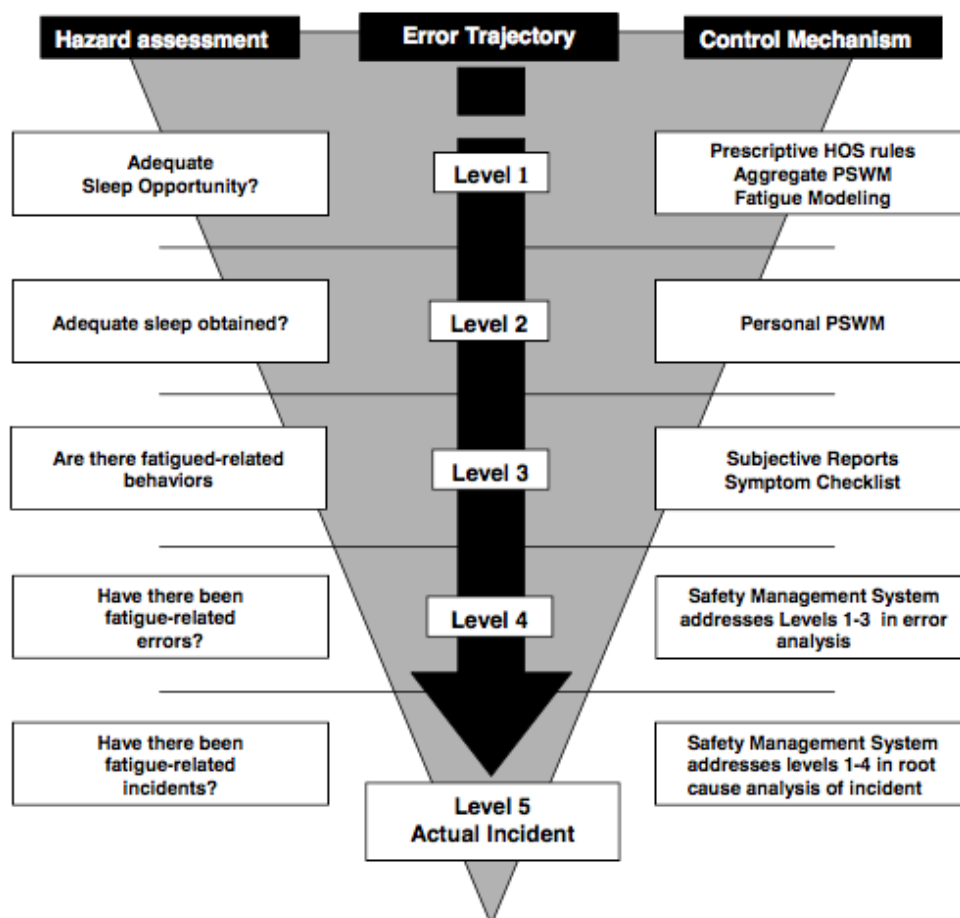 Hazard assessment
Error Trajectory
Control Mechanism
Adequate
Sleep Opportunity?
Level 1
Prescriptive HOS rules
Aggregate PSWM
Fatigue Modeling
Adequate sleep obtained?
Level 2
Personal PSWM
Are there fatigued-related
behaviors
Level 3
Subjective Reports
Symptom Checklist
Have there been
fatigue-related
errors?
Level 4
Safety Management System
addresses Levels 1-3 in error
analysis
Have there been
fatigue-related
incidents?
Level 5
Actual Incident
Safety Management System
addresses levels 1-4 in root
cause analysis of incident